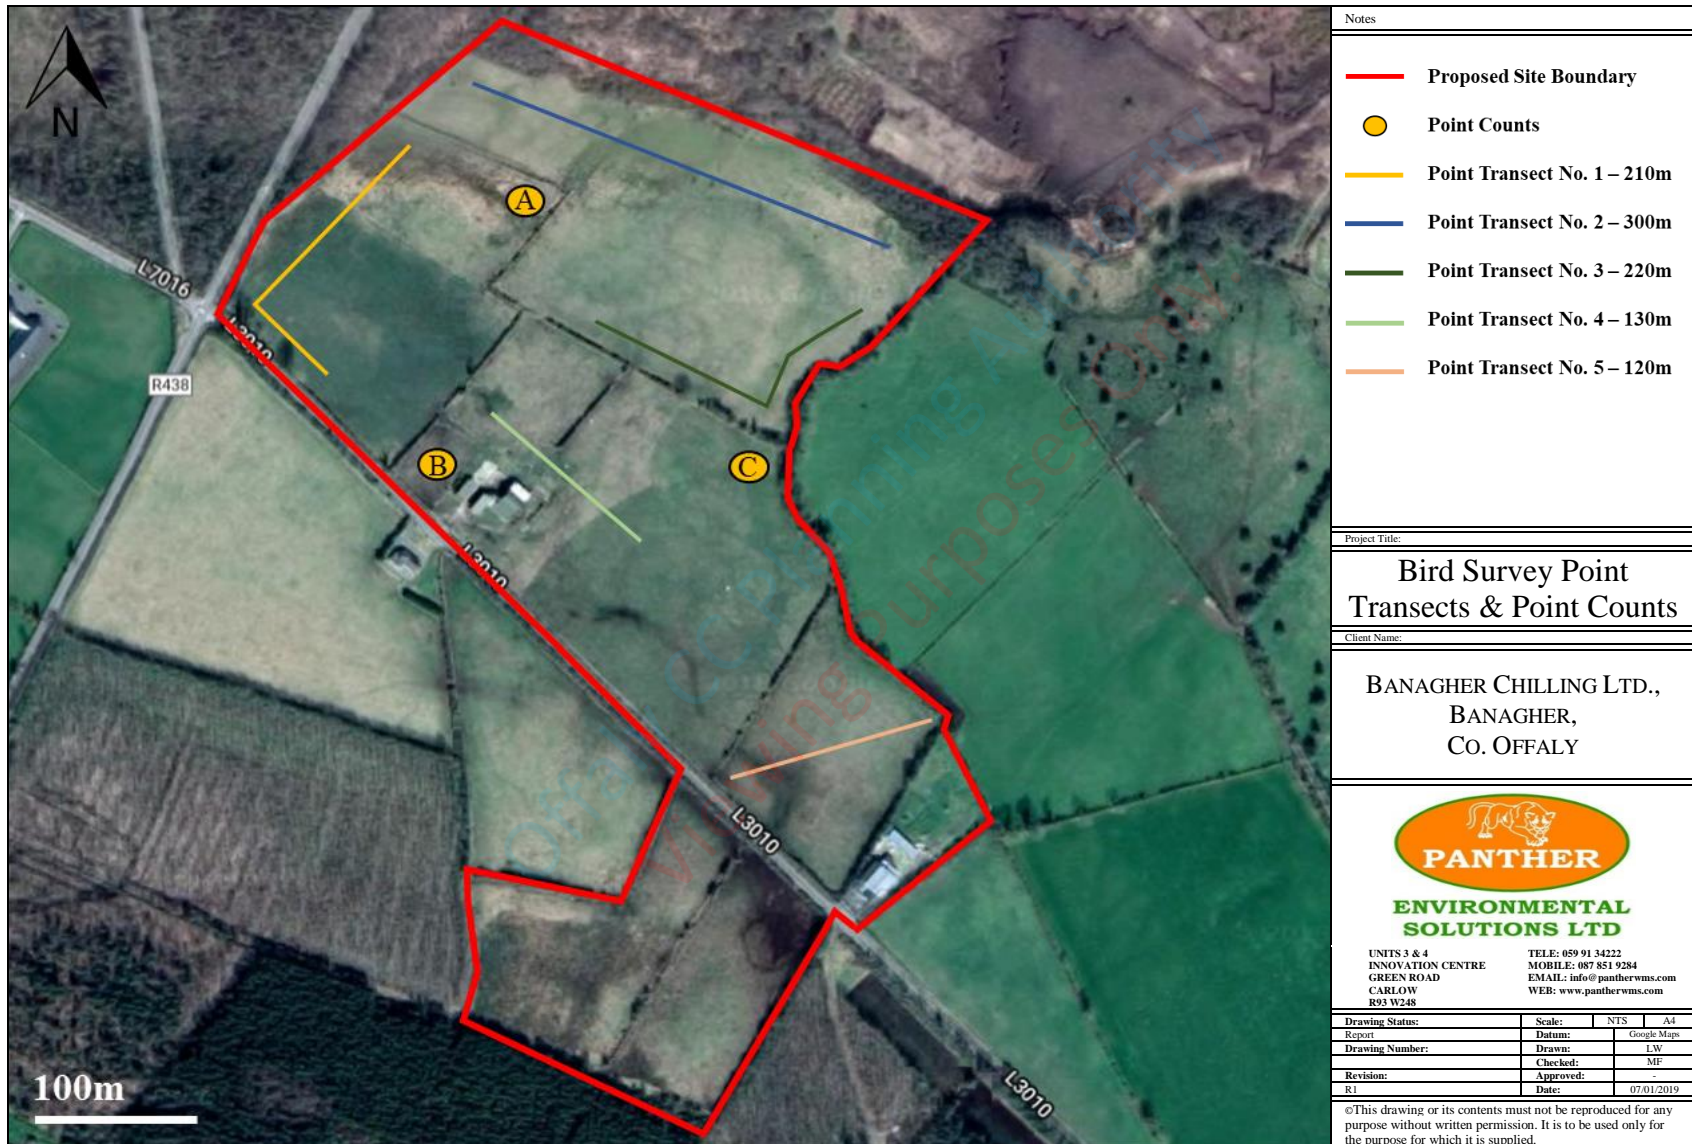 N
L7016
L3010
R438
A
B
C
L3010
L3010
L3010
100m
Offaly CC Planning Authority
Viewing Purposes Only.
Notes
Proposed Site Boundary
Point Counts
Point Transect No. 1 – 210m
Point Transect No. 2 – 300m
Point Transect No. 3 – 220m
Point Transect No. 4 – 130m
Point Transect No. 5 – 120m
Project Title:
Bird Survey Point
Transects & Point Counts
Client Name:
BANAGHER CHILLING LTD.,
BANAGHER,
CO. OFFALY
PANTHER
ENVIRONMENTAL
SOLUTIONS LTD
UNITS 3 & 4
INNOVATION CENTRE
GREEN ROAD
CARLOW
R93 W248
TELE: 059 91 34222
MOBILE: 087 851 9284
EMAIL: info@pantherwms.com
WEB: www.pantherwms.com
Drawing Status: Scale: NTS A4
Report Datum: Google Maps
Drawing Number: Drawn: LW
Checked: MF
Revision: Approved: -
R1 Date: 07/01/2019
©This drawing or its contents must not be reproduced for any
purpose without written permission. It is to be used only for
the purpose for which it is supplied.